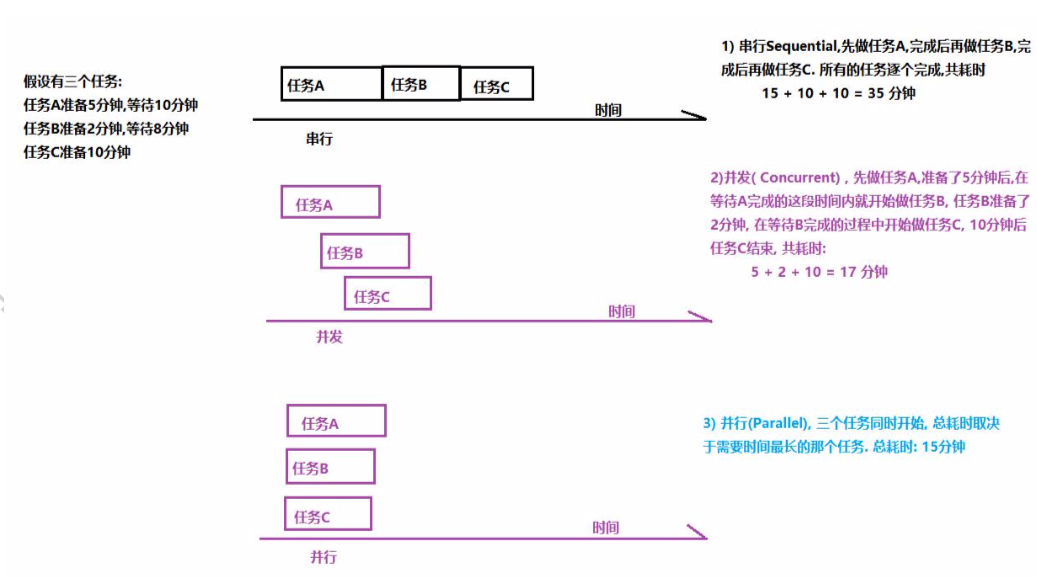 假设有三个任务:
任务A准备5分钟,等待10分钟
任务B准备2分钟,等待8分钟
任务C准备10分钟
任务A
任务B
任务C
时间
串行
1) 串行Sequential,先做任务A,完成后再做任务B,完
成后再做任务C. 所有的任务逐个完成,共耗时
15 + 10 + 10 = 35 分钟
任务A
任务B
任务C
时间
并发
2)并发( Concurrent) , 先做任务A,准备了5分钟后,在
等待A完成的这段时间内就开始做任务B, 任务B准备了
2分钟, 在等待B完成的过程中开始做任务C, 10分钟后
任务C结束, 共耗时:
5 + 2 + 10 = 17 分钟
任务A
任务B
任务C
时间
并行
3) 并行(Parallel), 三个任务同时开始, 总耗时取决
于需要时间最长的那个任务. 总耗时: 15分钟